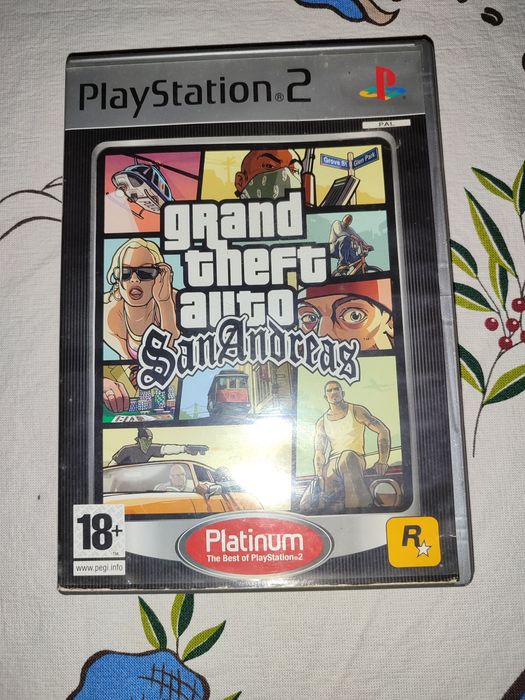 PlayStation®2
PAL
Grove St
Glen Park
grand
theft
auto
San Andreas
18+
TM
www.pegi.info
Platinum
The Best of PlayStation®2
R